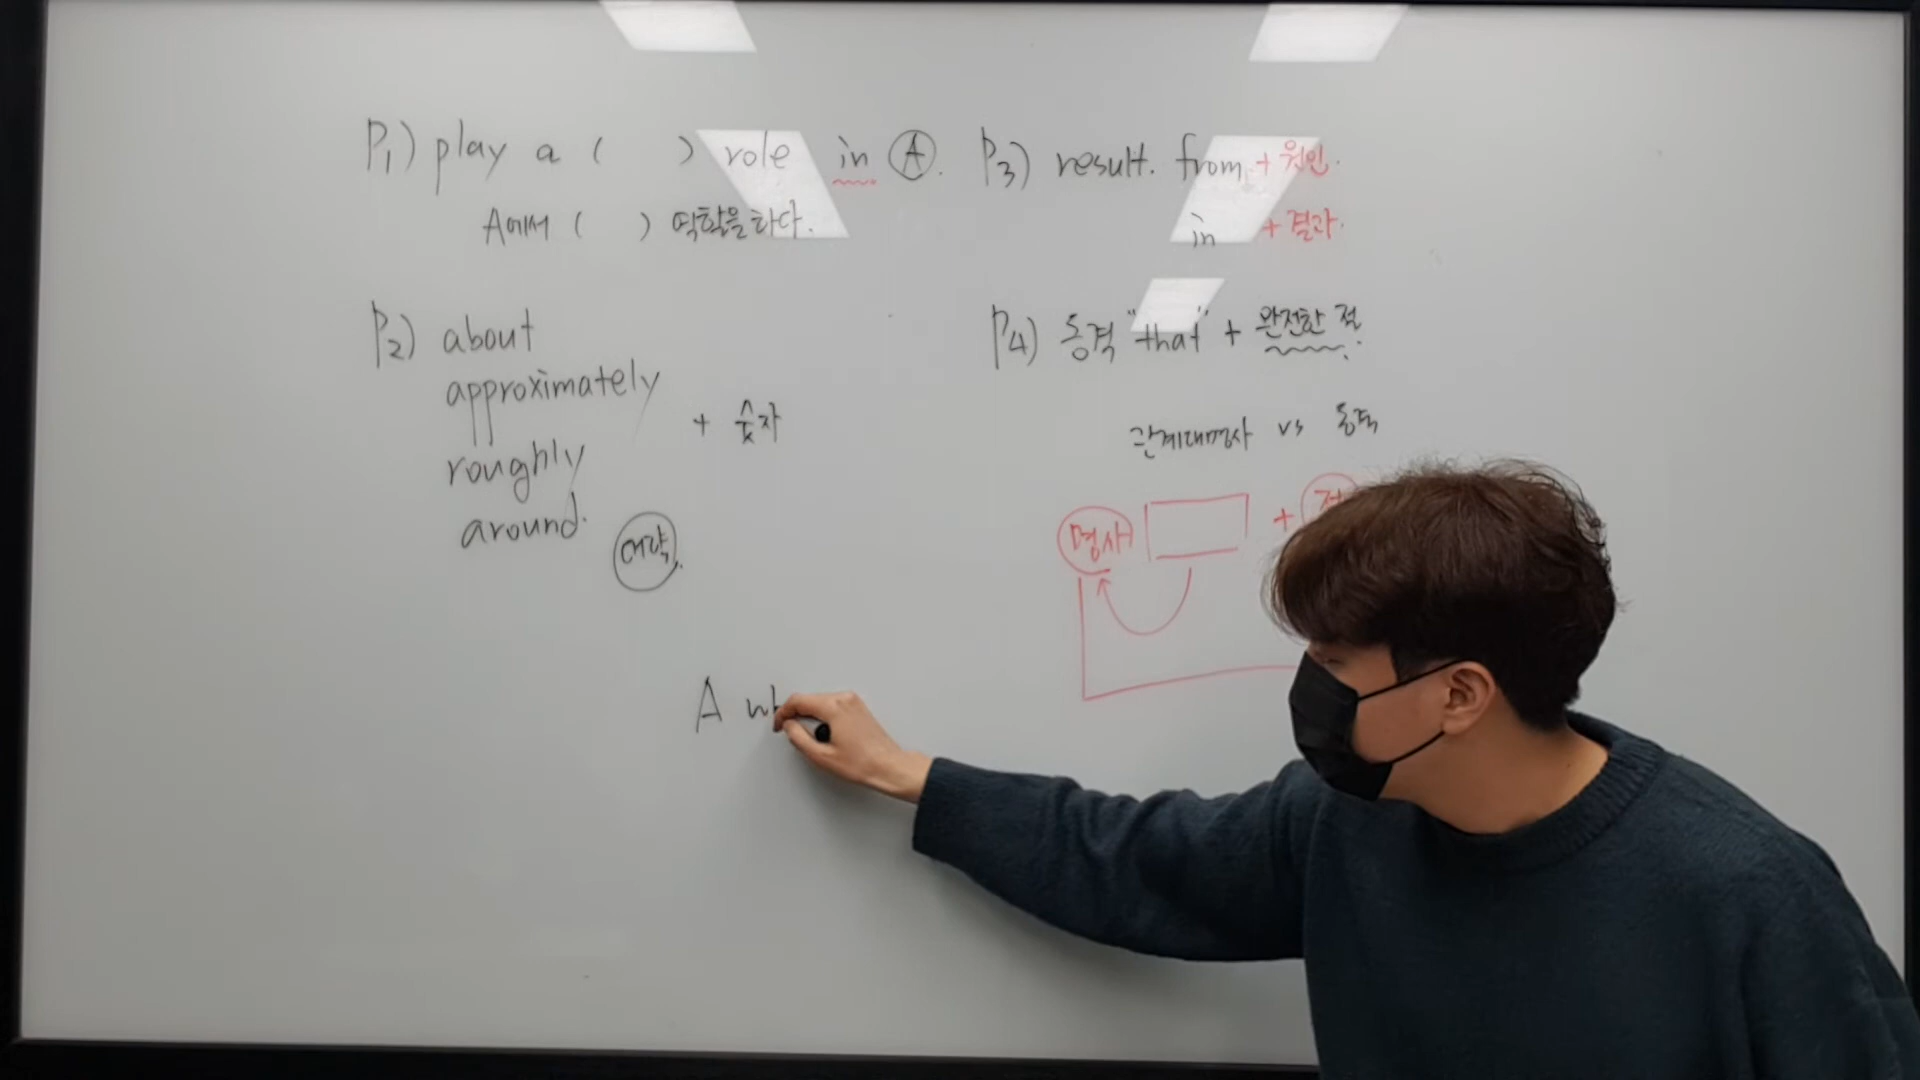 P1) play a ( ) role in A.
A에서 ( ) 역할을 하다.
P2) about
approximately
roughly
around.
+ 숫자
대략.
P3) result. from + 원인.
in + 결과.
P4) 동격 "that" + 완전한 절.
관계대명사 vs 동격
명사 +
A wh